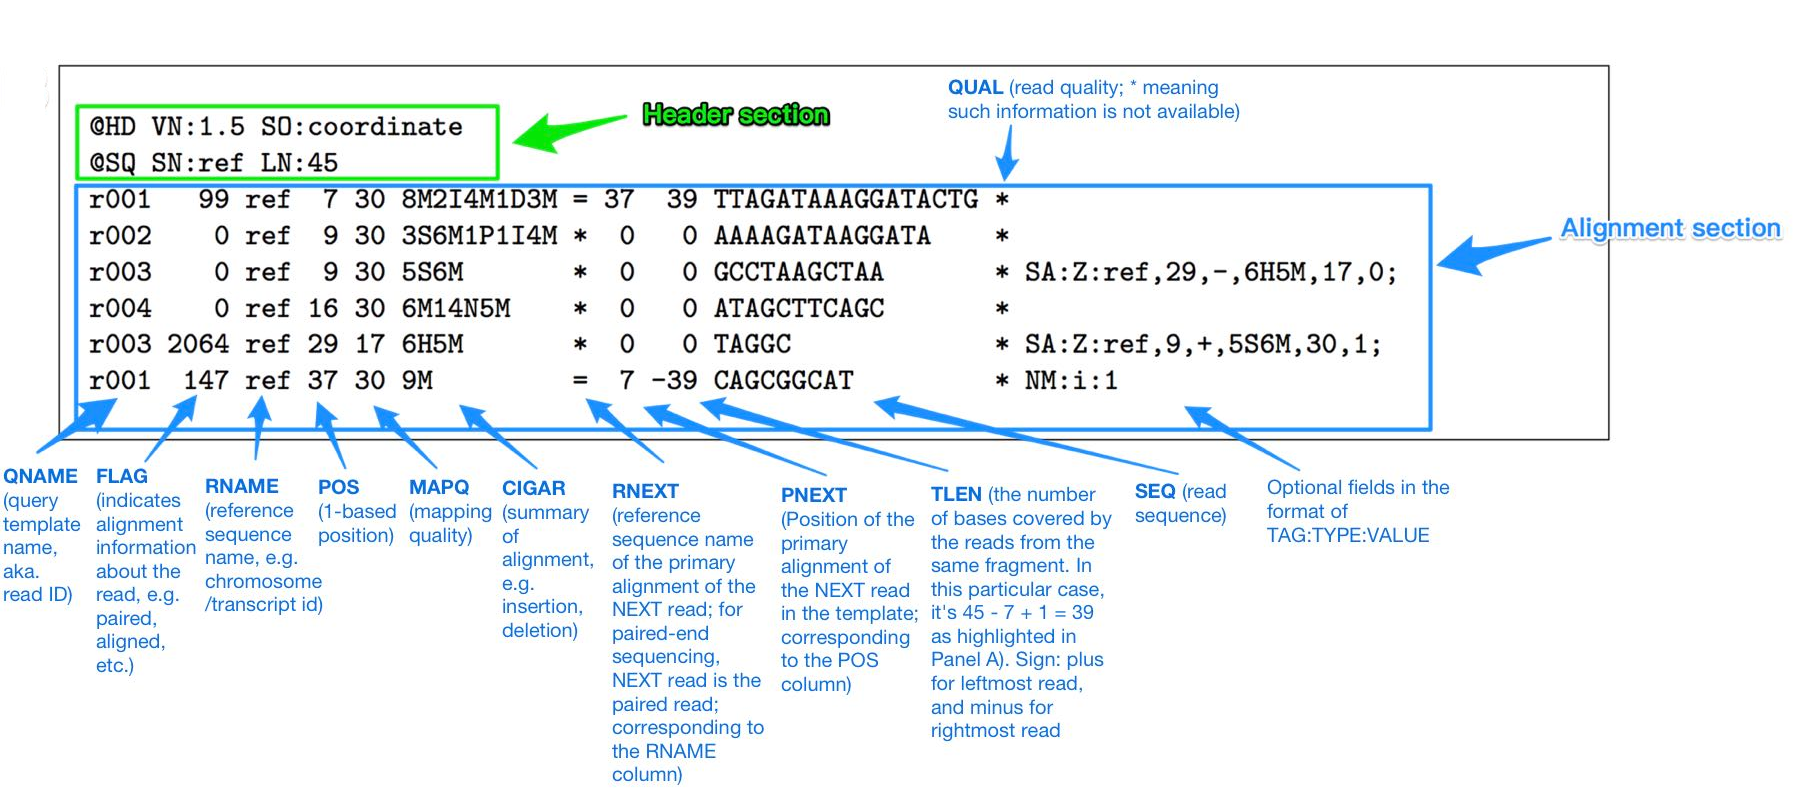 QUAL (read quality; * meaning
such information is not available)
Header section
@HD VN:1.5 SO:coordinate
@SQ SN:ref LN:45
r001 99 ref 7 30 8M2I4M1D3M = 37 39 TTAGATAAAGGATACTG *
r002 0 ref 9 30 3S6M1P1I4M * 0 0 AAAAGATAAGGATA *
r003 0 ref 9 30 5S6M * 0 0 GCCTAAGCTAA * SA:Z:ref,29,-,6H5M,17,0;
r004 0 ref 16 30 6M14N5M * 0 0 ATAGCTTCAGC *
r003 2064 ref 29 17 6H5M * 0 0 TAGGC * SA:Z:ref,9,+,5S6M,30,1;
r001 147 ref 37 30 9M = 7 -39 CAGCGGCAT * NM:i:1
Alignment section
QNAME
(query
template
name,
aka.
read ID)
FLAG
(indicates
alignment
information
about the
read, e.g.
paired,
aligned,
etc.)
RNAME
(reference
sequence
name, e.g.
chromosome
/transcript id)
POS
(1-based
position)
MAPQ
(mapping
quality)
CIGAR
(summary
of
alignment,
e.g.
insertion,
deletion)
RNEXT
(reference
sequence name
of the primary
alignment of the
NEXT read; for
paired-end
sequencing,
NEXT read is the
paired read;
corresponding to
the RNAME
column)
PNEXT
(Position of the
primary
alignment of
the NEXT read
in the template;
corresponding
to the POS
column)
TLEN (the number
of bases covered by
the reads from the
same fragment. In
this particular case,
it's 45 - 7 + 1 = 39
as highlighted in
Panel A). Sign: plus
for leftmost read,
and minus for
rightmost read
SEQ (read
sequence)
Optional fields in the
format of
TAG:TYPE:VALUE